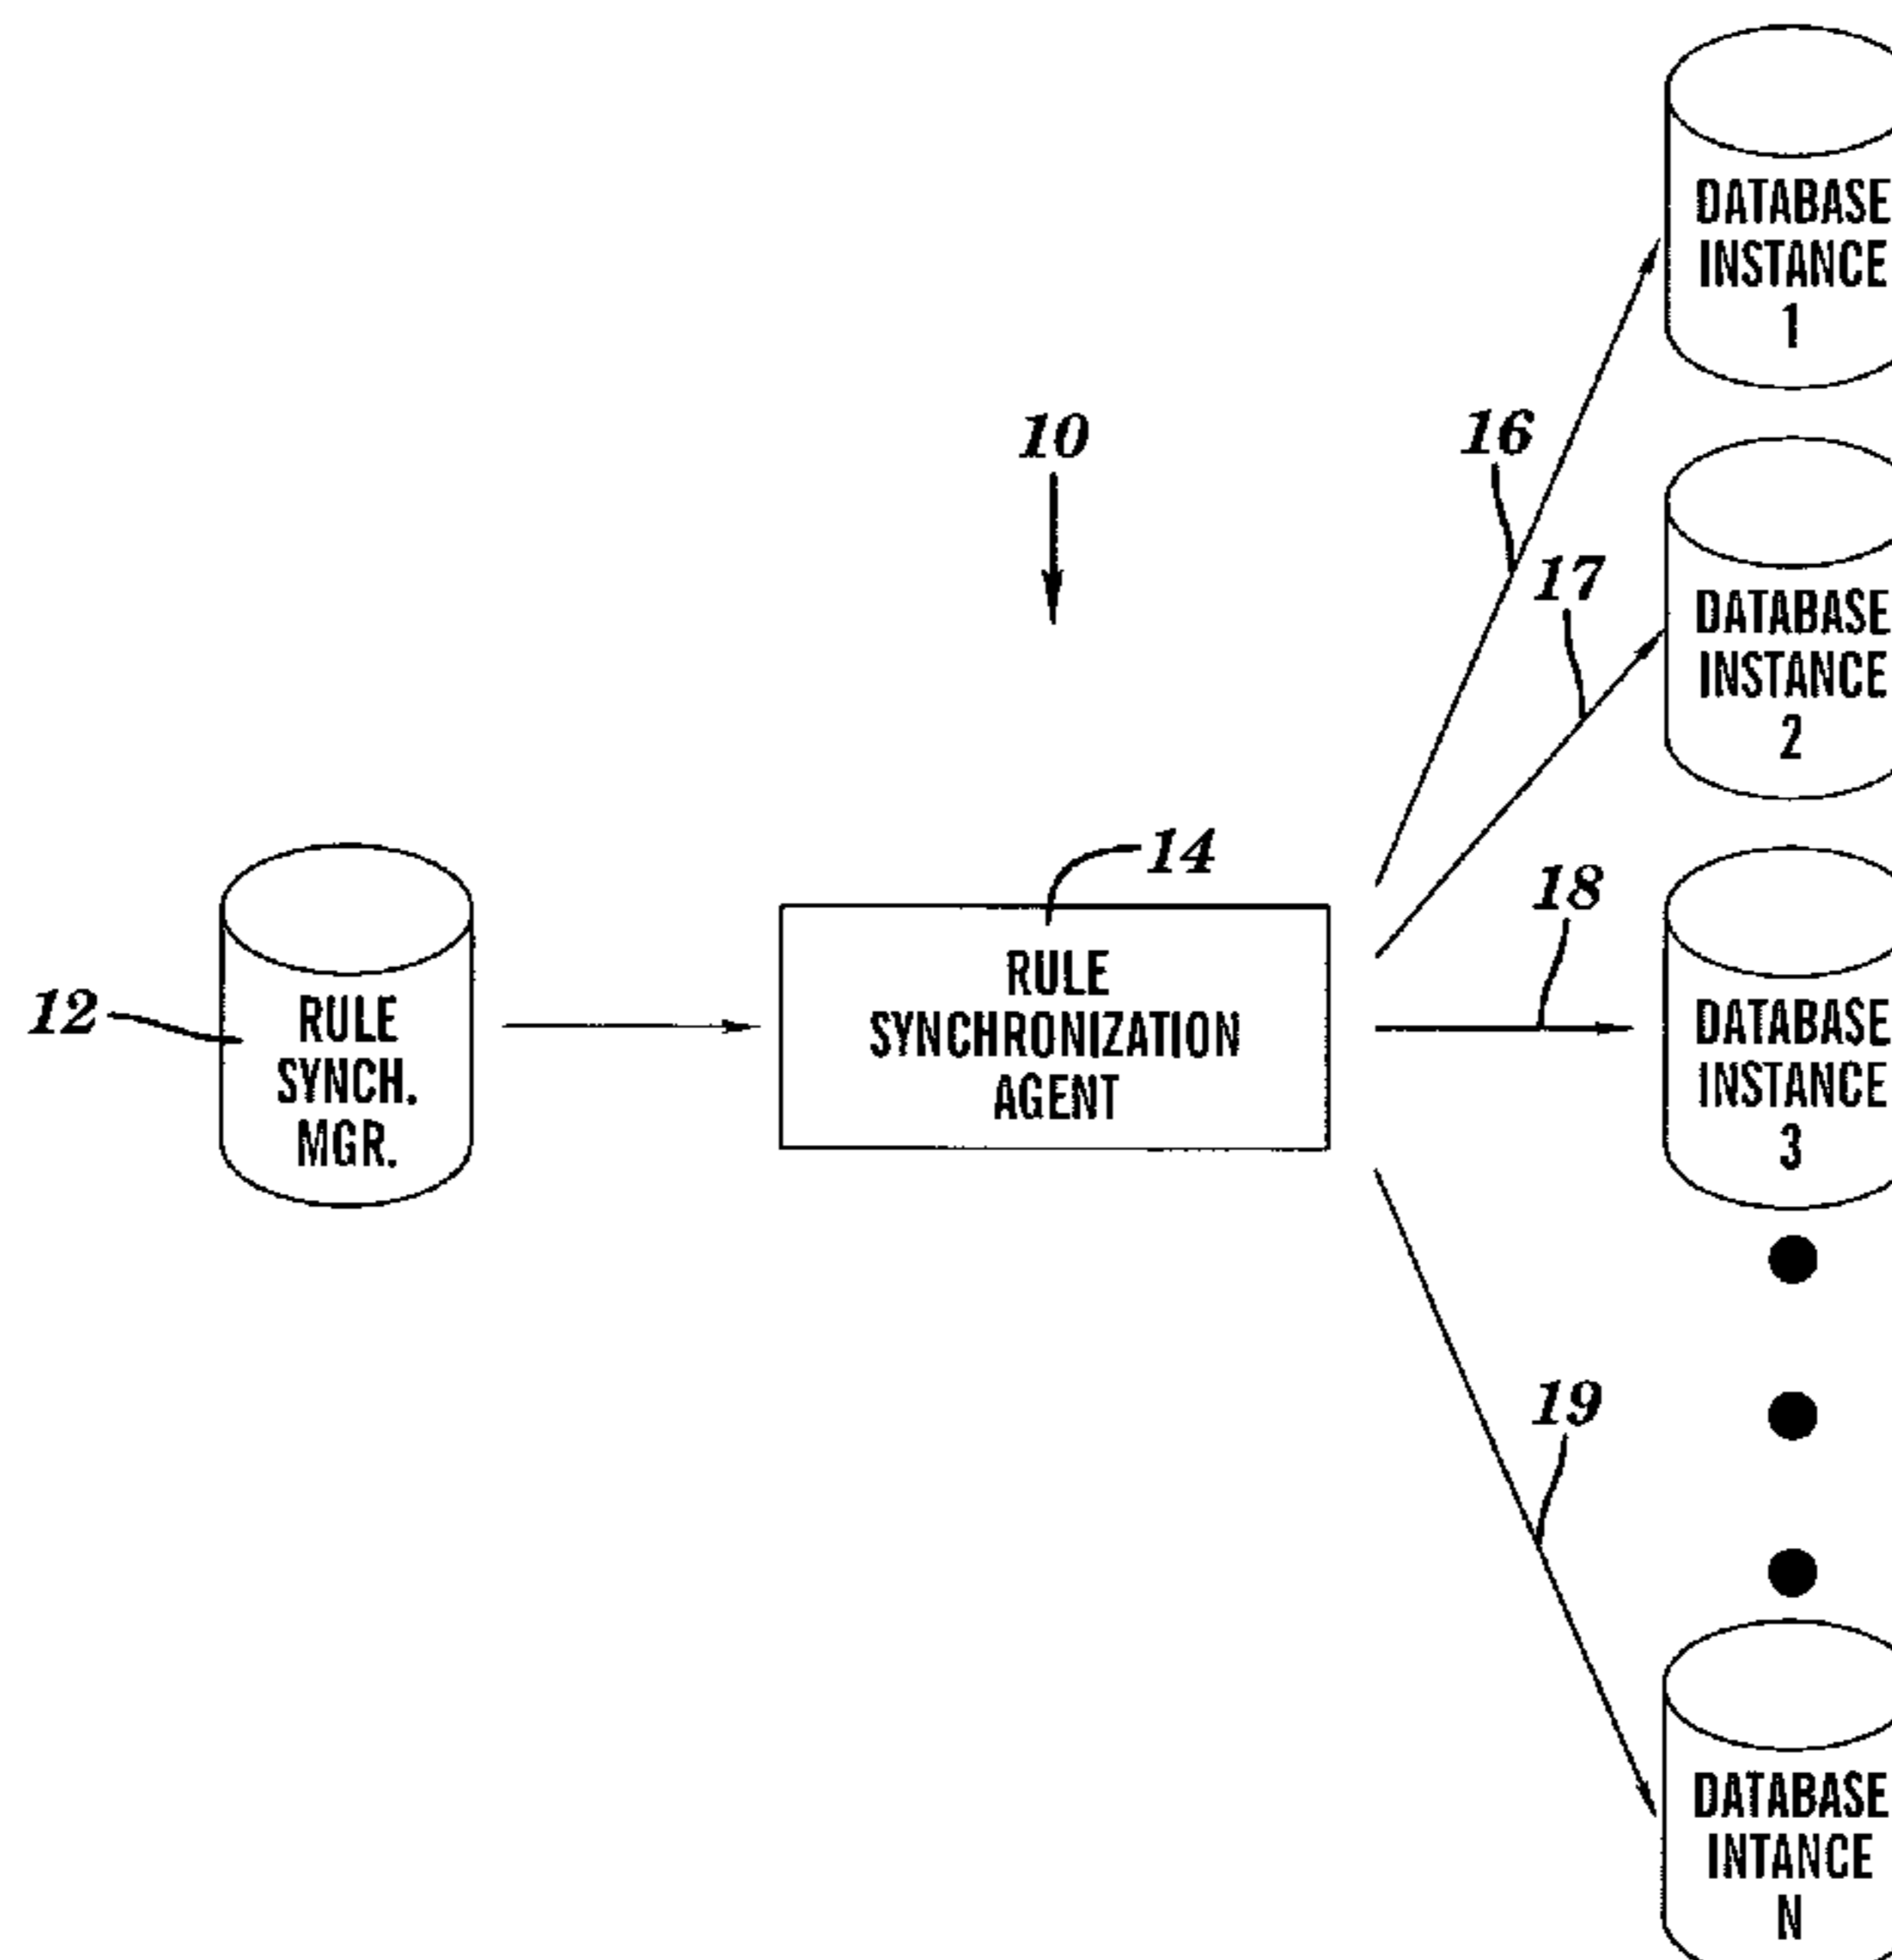 DATABASE
INSTANCE
1
10
16
17
DATABASE
INSTANCE
2
14
18
12
RULE
SYNCH.
MGR.
RULE
SYNCHRONIZATION
AGENT
DATABASE
INSTANCE
3
19
DATABASE
INTANCE
N